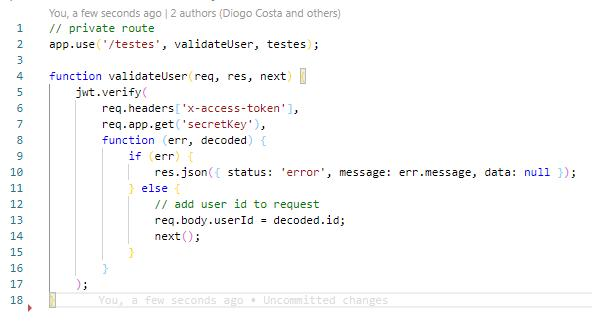 You, a few seconds ago | 2 authors (Diogo Costa and others)
1 // private route
2 app.use('/testes', validateUser, testes);
3
4 function validateUser(req, res, next) {
5     jwt.verify(
6         req.headers['x-access-token'],
7         req.app.get('secretKey'),
8         function (err, decoded) {
9             if (err) {
10                 res.json({ status: 'error', message: err.message, data: null });
11             } else {
12                 // add user id to request
13                 req.body.userId = decoded.id;
14                 next();
15             }
16         }
17     );
18 } You, a few seconds ago • Uncommitted changes